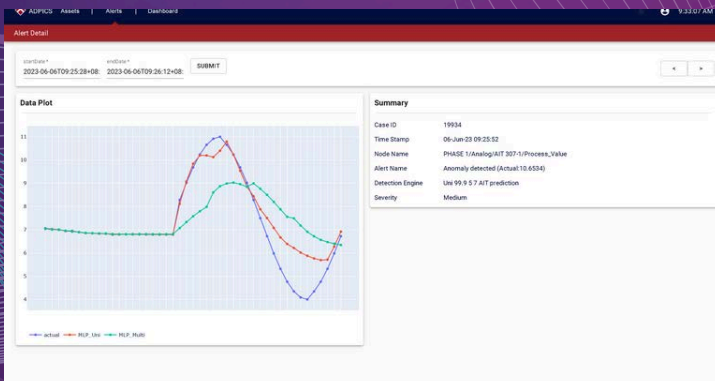 ADPICS Assets | Alerts | Dashboard 9:33:07 AM
Alert Detail
startDate* endDate*
2023-06-06T09:25:28+08: 2023-06-06T09:26:12+08: SUBMIT « »
Data Plot
11
10
9
8
7
6
5
4
actual MLP_Uni MLP_Multi
Summary
Case ID 19934
Time Stamp 06-Jun-23 09:25:52
Node Name PHASE 1/Analog/AIT 307-1/Process_Value
Alert Name Anomaly detected (Actual:10.6534)
Detection Engine Uni 99.9 5 7 AIT prediction
Severity Medium